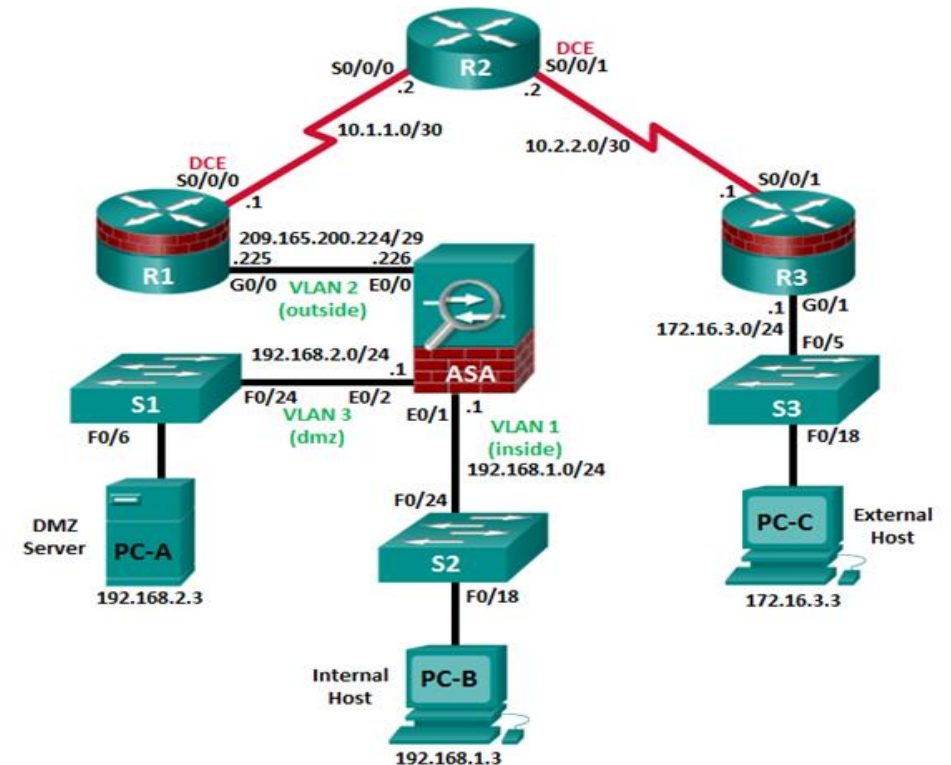 DCE
S0/0/0
R2
S0/0/1
.2
.2
10.1.1.0/30
10.2.2.0/30
DCE
S0/0/0
.1
R1
209.165.200.224/29
.225
.226
G0/0
VLAN 2
E0/0
(outside)
.1
S0/0/1
R3
.1
G0/1
172.16.3.0/24
F0/5
S3
F0/18
PC-C
External
Host
172.16.3.3
192.168.2.0/24
.1
ASA
S1
F0/24
E0/2
VLAN 3
(dmz)
F0/6
DMZ
Server
PC-A
192.168.2.3
E0/1
.1
VLAN 1
(inside)
192.168.1.0/24
F0/24
S2
F0/18
Internal
Host
PC-B
192.168.1.3